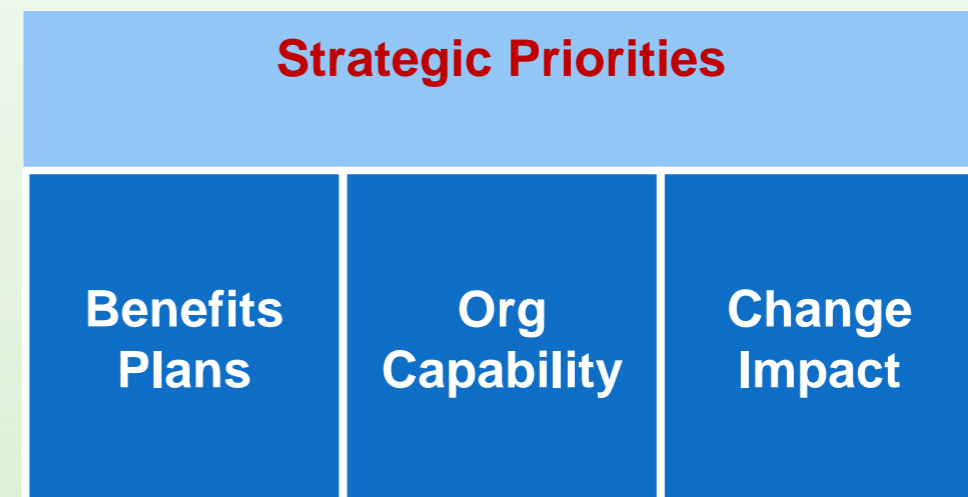 Strategic Priorities
Benefits
Plans
Org
Capability
Change
Impact